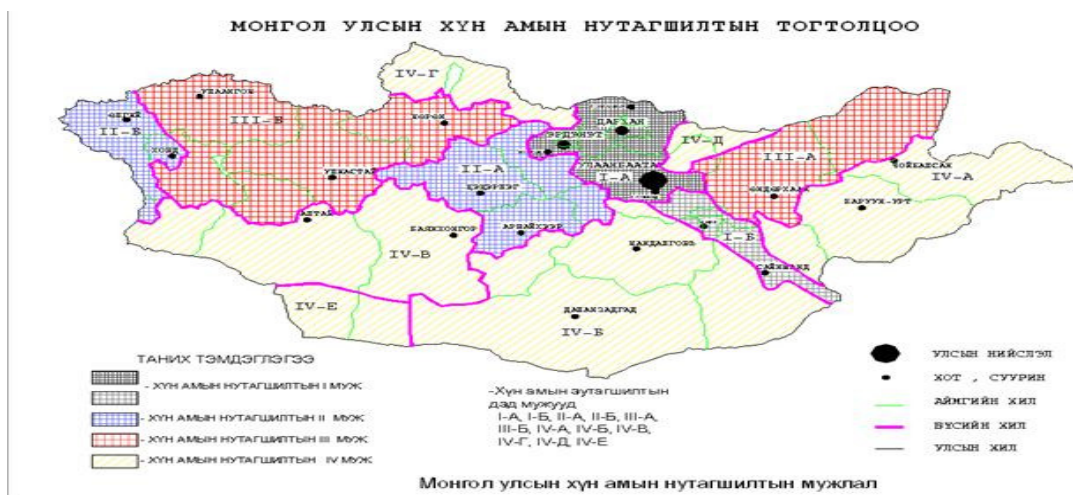 МОНГОЛ УЛСЫН ХҮН АМЫН НУТАГШИЛТЫН ТОГТОЛЦОО
IV-Г
УЛААНГОМ
ӨЛГИЙ
II-Б
III-Б
МӨРӨН
ДАРХАН
ЭРДЭНЭТ
IV-Д
ХОВД
УЛААНБААТА
III-А
II-А
I-А
ЧОЙБАЛСАН
IV-А
УЛИАСТАЙ
ЦЭЦЭРЛЭГ
ӨНДӨРХААН
БАРУУН-УРТ
АЛТАЙ
БАЯНХОНГОР
АРВАЙХЭЭР
I-Б
МАНДАЛГОВЬ
IV-В
САЙНШАНД
IV-Е
ДАЛАНЗАДГАД
IV-Б
ТАНИХ ТЭМДЭГЛЭГЭЭ
- ХҮН АМЫН НУТАГШИЛТЫН I МУЖ
- ХҮН АМЫН НУТАГШИЛТЫН II МУЖ
- ХҮН АМЫН НУТАГШИЛТЫН III МУЖ
- ХҮН АМЫН НУТАГШИЛТЫН IV МУЖ
-Хүн амын аутагшилтын
дад мужууд
I-А, I-Б, II-А, II-Б, III-А,
III-Б, IV-А, IV-Б, IV-В,
IV-Г, IV-Д, IV-Е
УЛСЫН НИЙСЛЭЛ
ХОТ , СУУРИН
АЙМГИЙН ХИЛ
БҮСИЙН ХИЛ
УЛСЫН ХИЛ
Монгол улсын хүн амын нутагшилтын мужлал